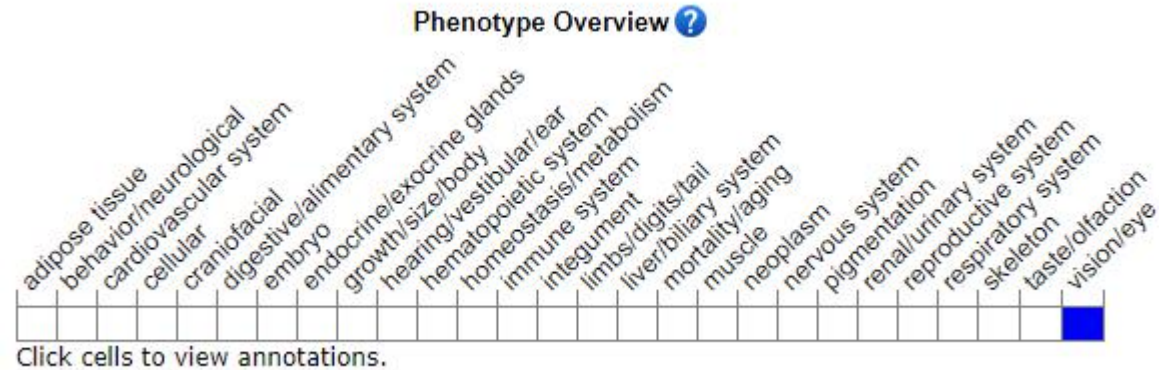 Phenotype Overview ?
adipose tissue
behavior/neurological
cardiovascular system
cellular
craniofacial
digestive/alimentary system
embryo
endocrine/exocrine glands
growth/size/body
hearing/vestibular/ear
hematopoietic system
homeostasis/metabolism
immune system
integument
limbs/digits/tail
liver/biliary system
mortality/aging
muscle
neoplasm
nervous system
pigmentation
renal/urinary system
reproductive system
respiratory system
skeleton
taste/olfaction
vision/eye
Click cells to view annotations.